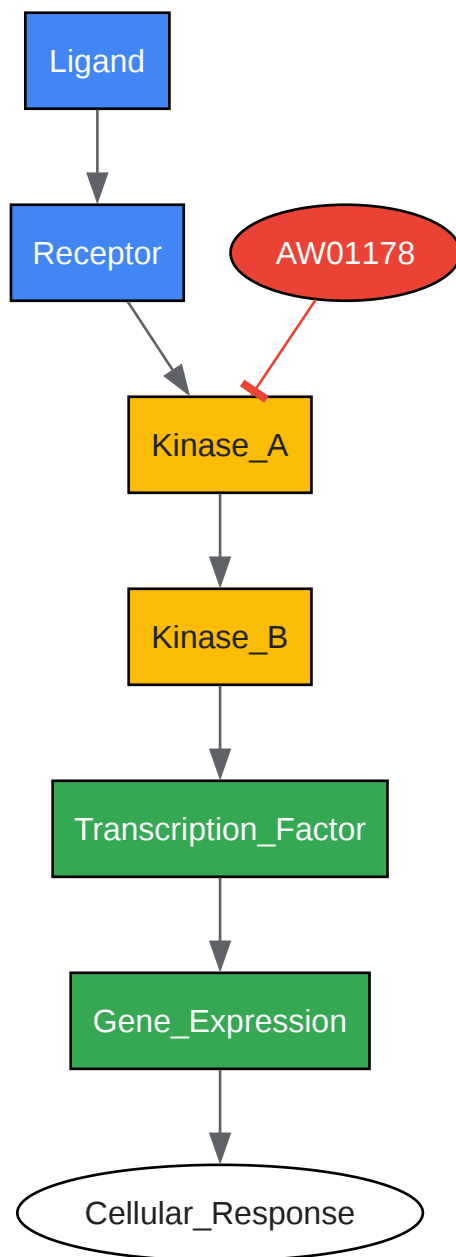 Ligand
Receptor
AW01178
Kinase_A
Kinase_B
Transcription_Factor
Gene_Expression
Cellular_Response